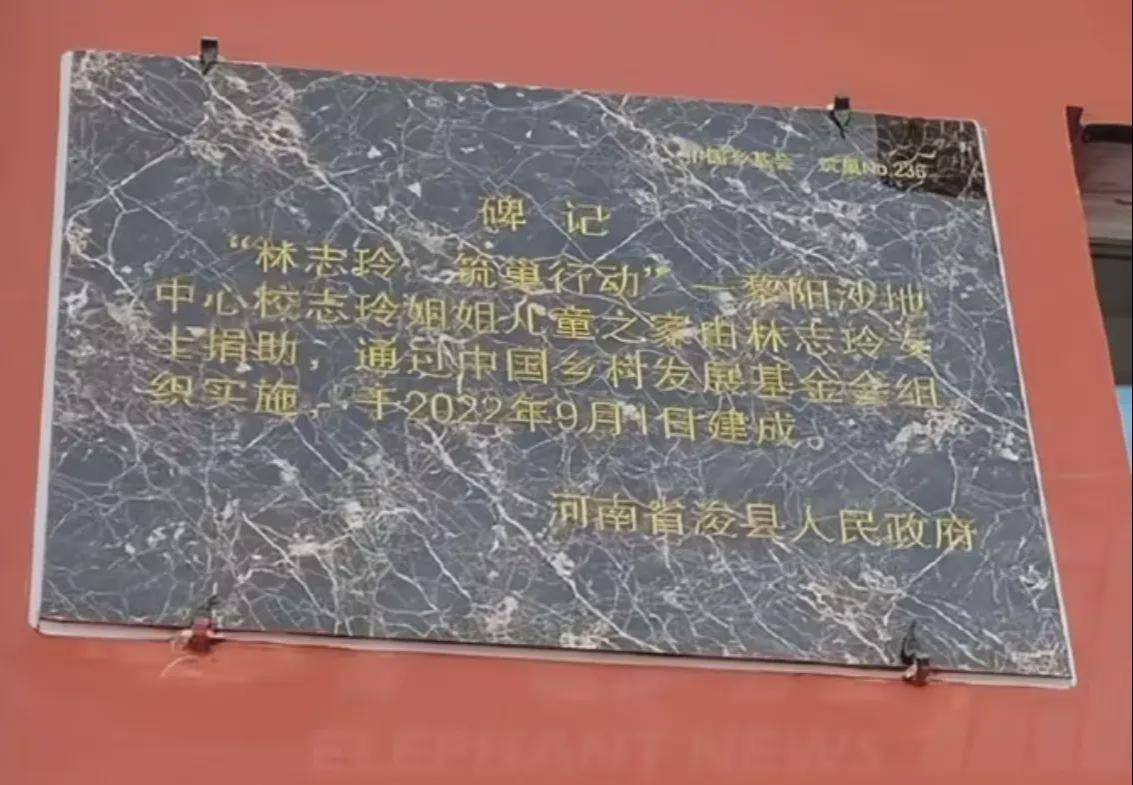 中国乡基会 筑巢No.236
碑 记
“林志玲·筑巢行动”—黎阳沙地
中心校志玲姐姐儿童之家由林志玲女
士捐助，通过中国乡村发展基金会组
织实施，于2022年9月1日建成。
河南省浚县人民政府
ELEPHANT NEWS